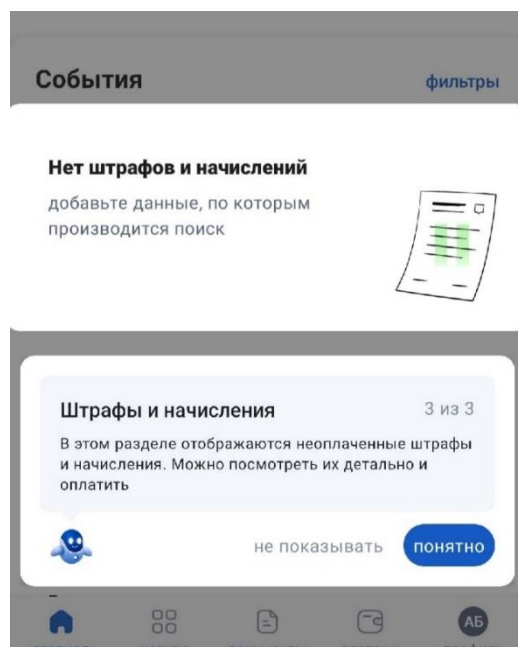 События
фильтры
Нет штрафов и начислений
добавьте данные, по которым
производится поиск
Штрафы и начисления
3 из 3
В этом разделе отображаются неоплаченные штрафы
и начисления. Можно посмотреть их детально и
оплатить
не показывать
понятно
АБ